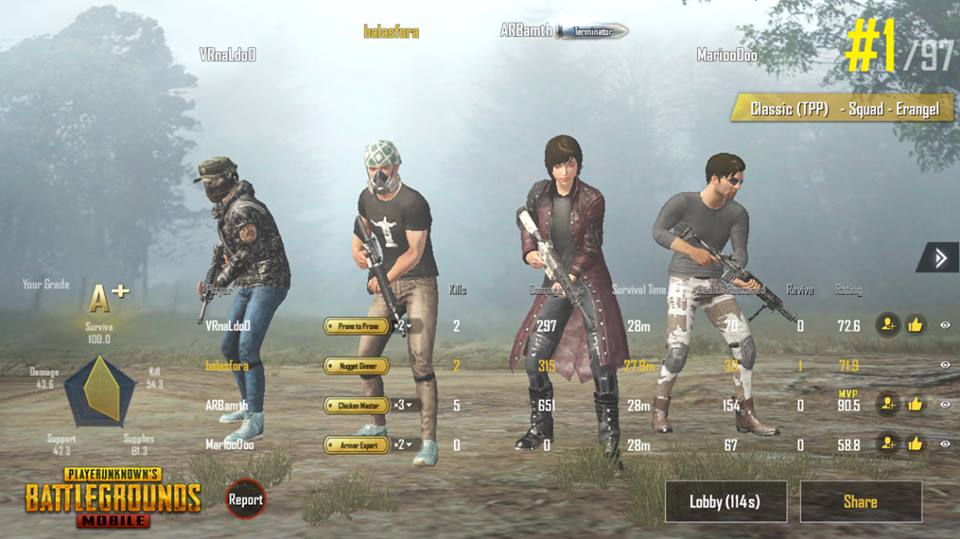 balasfora
ARBamth Terminator
VRnaLdoO
MariooOoo
#1/97
Classic (TPP) - Squad - Erangel
Your Grade
A+
Player Kills Damage Survival Time Health Restored Revive Rating
Survive
100.0
VRnaLdoO Prone to Prone ×2 2 297 28m 70 0 72.6
Damage
43.6
Kill
54.3
balasfora Nugget Dinner 2 315 27.9m 1 71.9
MVP
ARBamth Chicken Master ×3 5 651 28m 154 0 90.5
Support
42.3
Supplies
81.3
MariooOoo Armor Expert ×2 0 0 28m 67 0 58.8
PLAYERUNKNOWN'S
BATTLEGROUNDS
MOBILE
Report
Lobby (114s)
Share